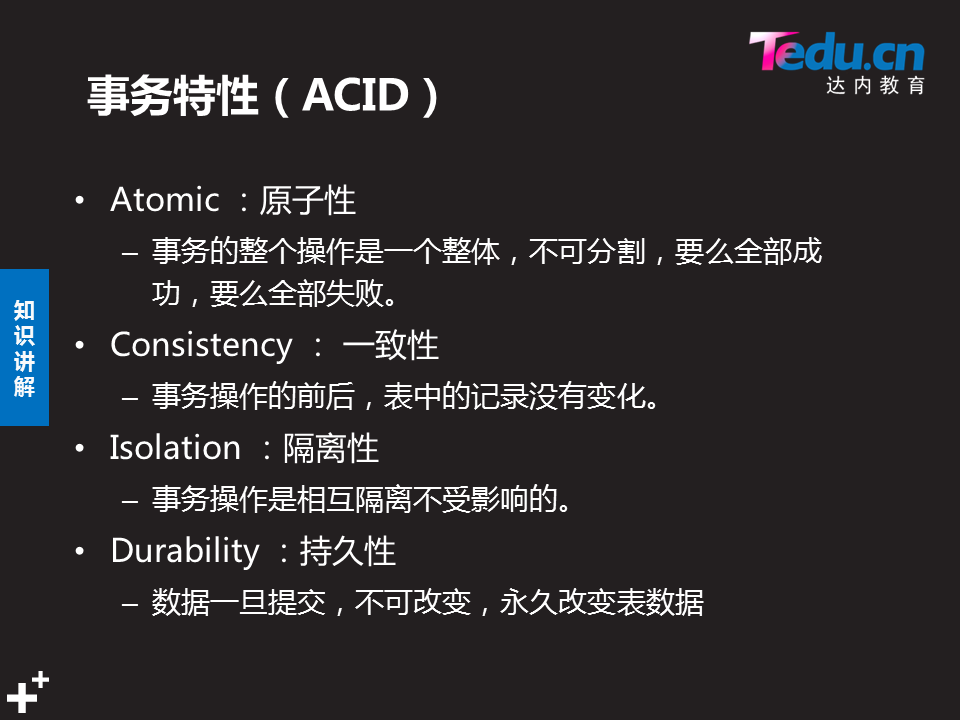 Tedu.cn
达内教育
事务特性（ACID）
• Atomic ：原子性
– 事务的整个操作是一个整体，不可分割，要么全部成
功，要么全部失败。
• Consistency ： 一致性
– 事务操作的前后，表中的记录没有变化。
• Isolation ：隔离性
– 事务操作是相互隔离不受影响的。
• Durability ：持久性
– 数据一旦提交，不可改变，永久改变表数据
知识讲解